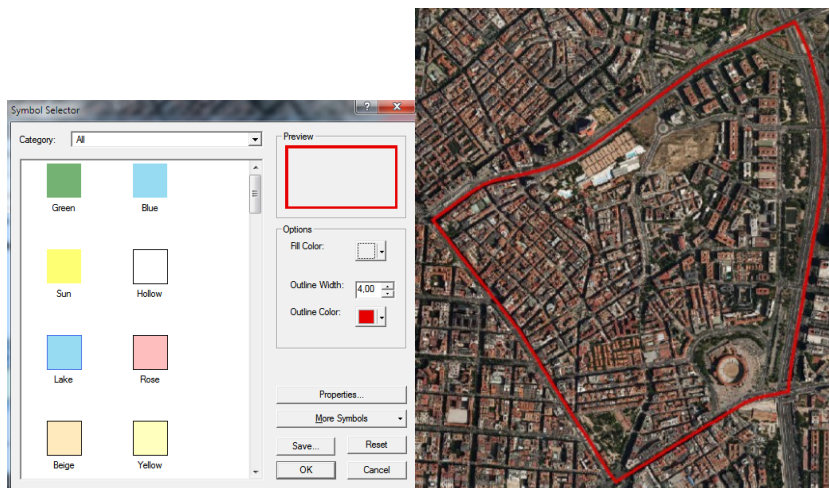 Symbol Selector
Category: All
Green
Blue
Sun
Hollow
Lake
Rose
Beige
Yellow
Preview
Options
Fill Color:
Outline Width: 4,00
Outline Color:
Properties...
More Symbols
Save...
Reset
OK
Cancel